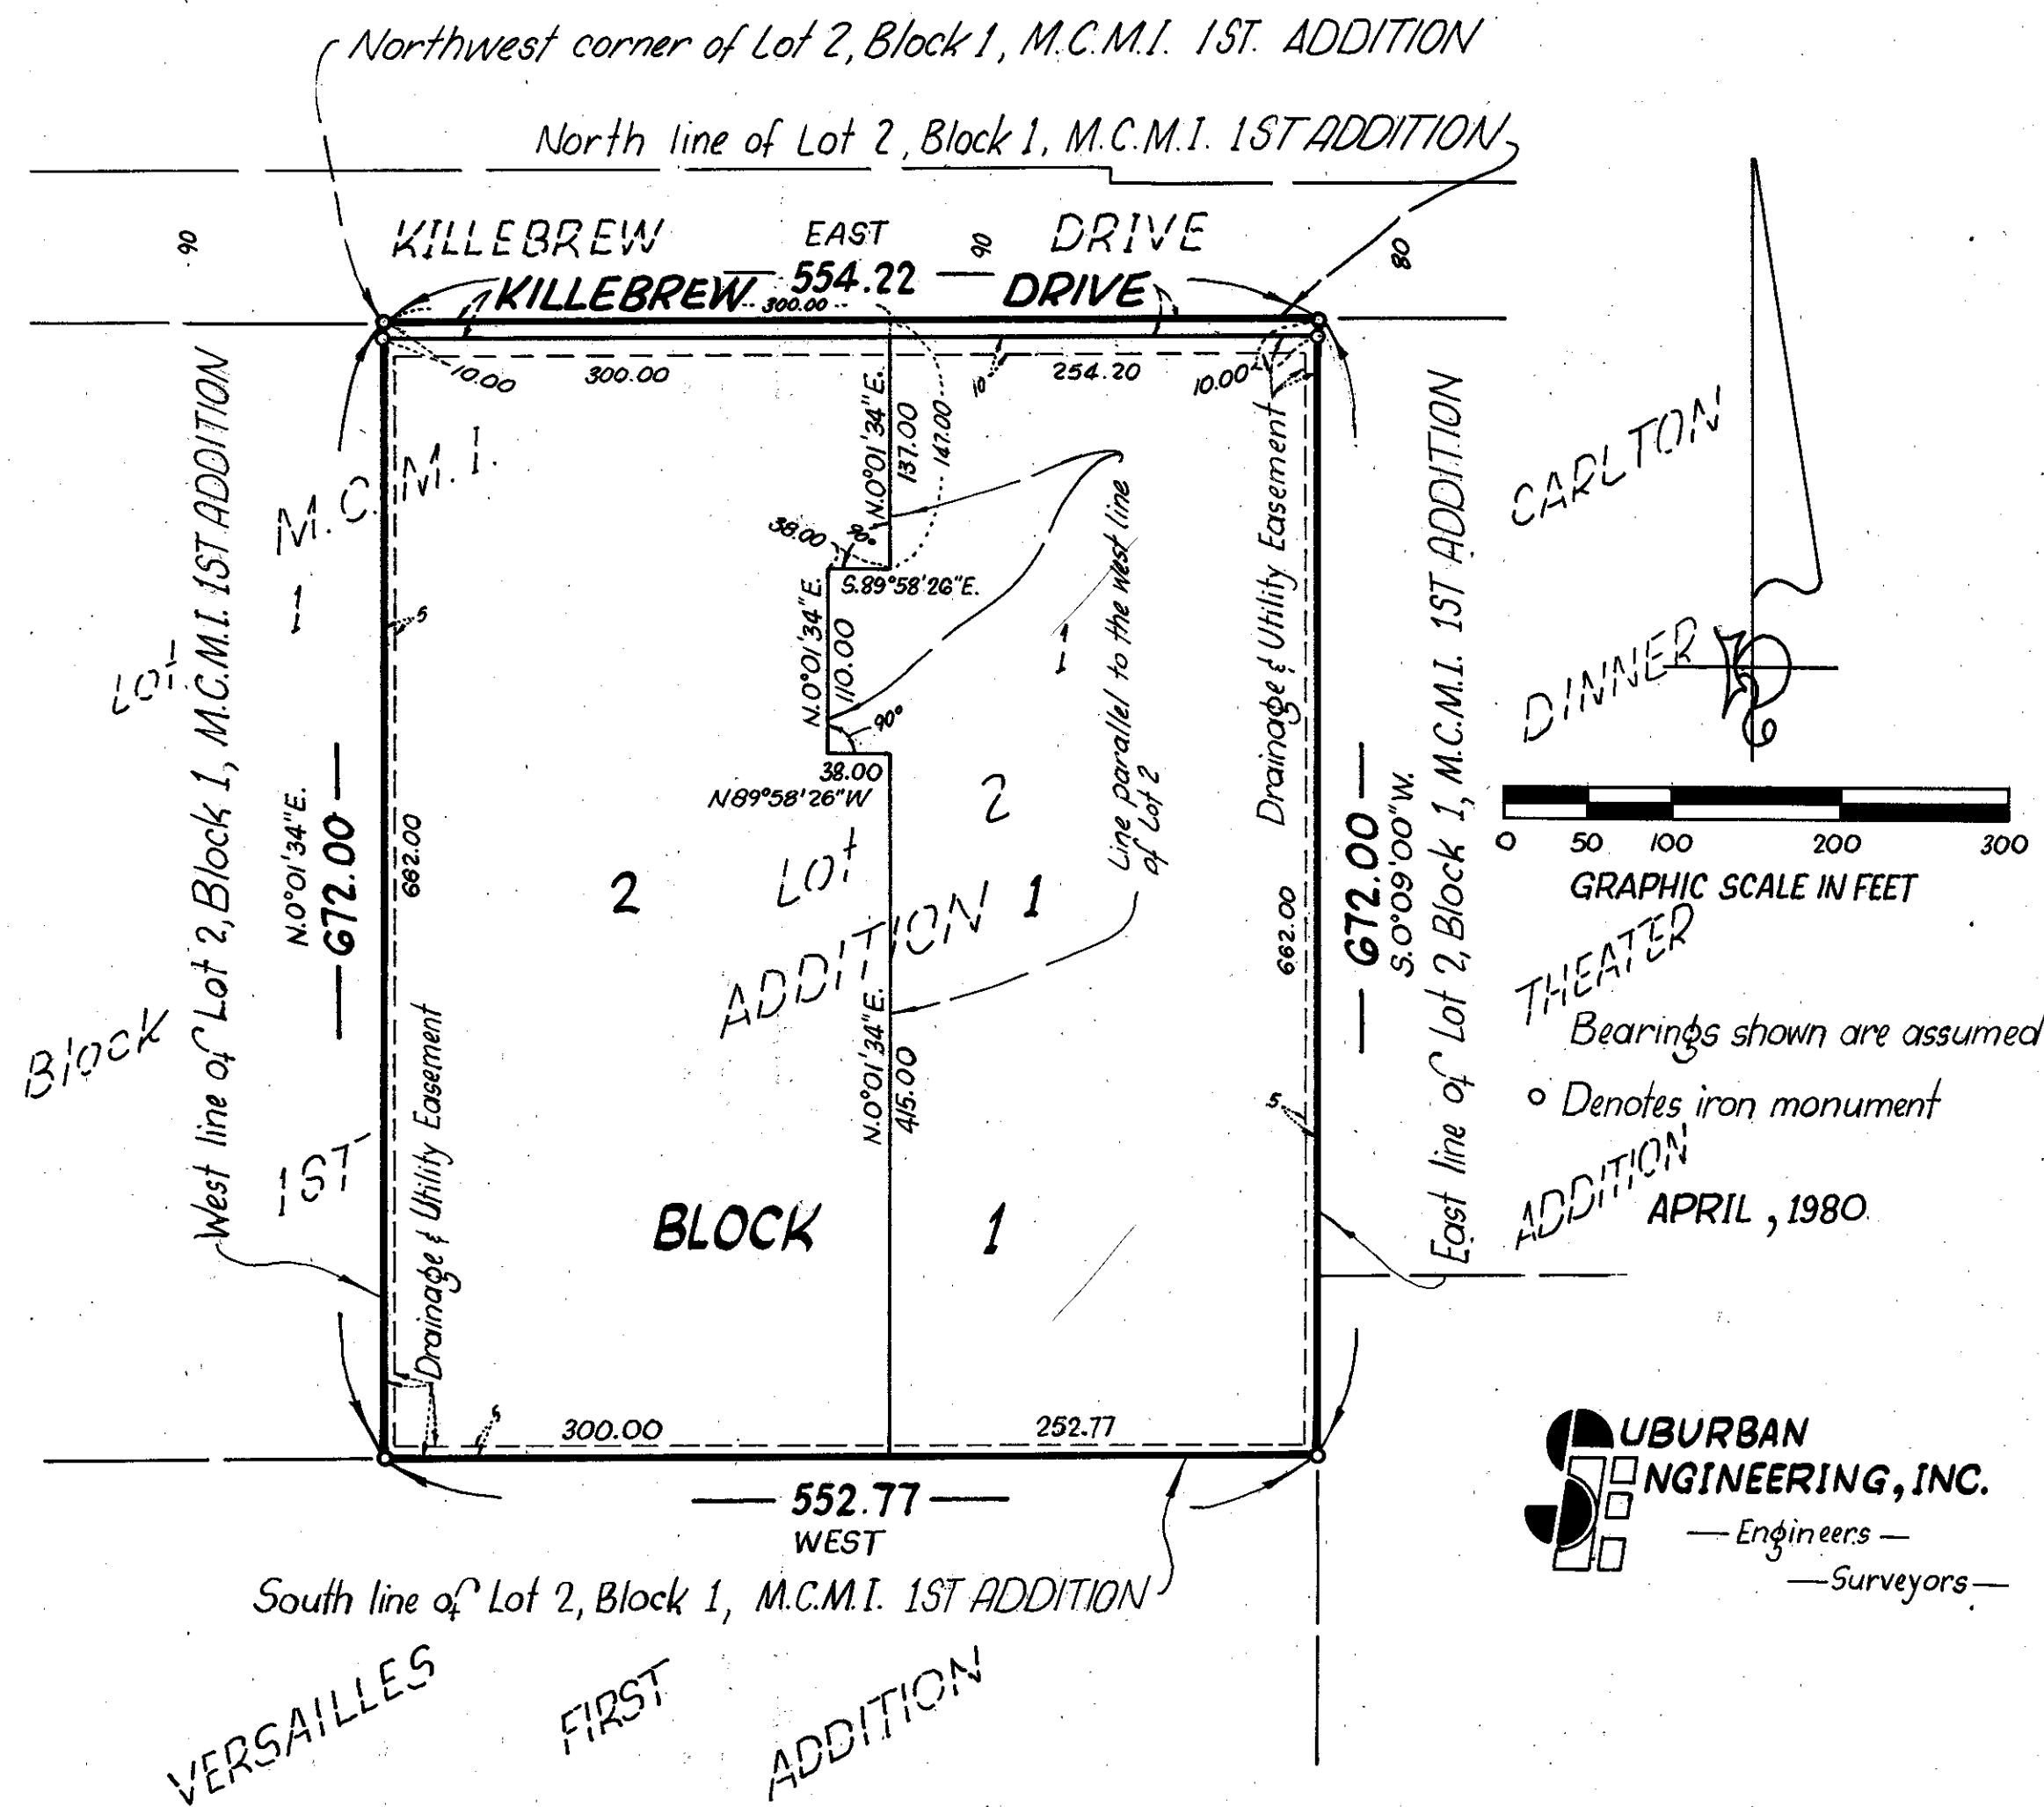 Northwest corner of Lot 2, Block 1, M.C.M.I. 1ST. ADDITION
North line of Lot 2, Block 1, M.C.M.I. 1ST ADDITION
90
KILLEBREW
EAST
90
DRIVE
80
554.22
KILLEBREW
300.00
DRIVE
10.00
300.00
254.20
10.00
10
N.0°01'34"E.
137.00
147.00
M.C.M.I.
1
38.00
90°
S.89°58'26"E.
N.0°01'34"E.
110.00
90°
38.00
N89°58'26"W
Line parallel to the west line
of Lot 2
1
Drainage & Utility Easement
West line of Lot 2, Block 1, M.C.M.I. 1ST ADDITION
5
Lot
Block
N.0°01'34"E.
672.00
662.00
2
Lot
2
ADDITION
1
662.00
672.00
S.0°09'00"W.
East line of Lot 2, Block 1, M.C.M.I. 1ST ADDITION
CARLTON
DINNER
0 50 100 200 300
GRAPHIC SCALE IN FEET
THEATER
Bearings shown are assumed
o Denotes iron monument
ADDITION
APRIL, 1980
1ST
Drainage & Utility Easement
N.0°01'34"E.
415.00
5
BLOCK 1
5
300.00
252.77
552.77
WEST
South line of Lot 2, Block 1, M.C.M.I. 1ST ADDITION
SUBURBAN
ENGINEERING, INC.
Engineers
Surveyors
VERSAILLES FIRST ADDITION